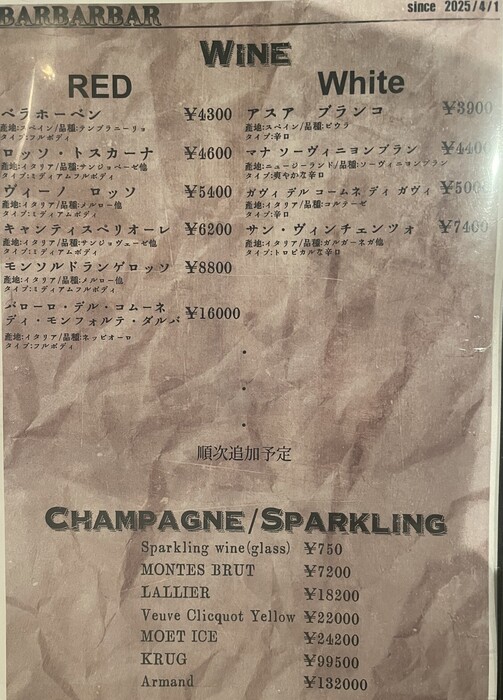 BARBARBAR
since 2025/4/1
WINE
RED
ベラホーベン ¥4300
産地:スペイン/品種:テンプラニーリョ
タイプ:フルボディ
ロッソ・トスカーナ ¥4600
産地:イタリア/品種:サンジョベーゼ他
タイプ:ミディアムフルボディ
ヴィーノ ロッソ ¥5400
産地:イタリア/品種:メルロー他
タイプ:ミディアムボディ
キャンティスペリオーレ ¥6200
産地:イタリア/品種:サンジョヴェーゼ他
タイプ:ミディアムボディ
モンソルドランゲロッソ ¥8800
産地:イタリア/品種:メルロー他
タイプ:ミディアムフルボディ
バローロ・デル・コムーネ
ディ・モンフォルテ・ダルバ ¥16000
産地:イタリア/品種:ネッビオーロ
タイプ:フルボディ
White
アスア ブランコ ¥3900
産地:スペイン/品種:ビウラ
タイプ:辛口
マナ ソーヴィニヨンブラン ¥4400
産地:ニュージーランド/品種:ソーヴィニヨンブラン
タイプ:爽やかな辛口
ガヴィ デル コームネ ディ ガヴィ
産地:イタリア/品種:コルテーゼ
タイプ:辛口
サン・ヴィンチェンツォ ¥7400
産地:イタリア/品種:ガルガーネガ他
タイプ:トロピカルな辛口
・
・
・
順次追加予定
CHAMPAGNE/SPARKLING
Sparkling wine(glass) ¥750
MONTES BRUT ¥7200
LALLIER ¥18200
Veuve Clicquot Yellow ¥22000
MOET ICE ¥24200
KRUG ¥99500
Armand ¥132000